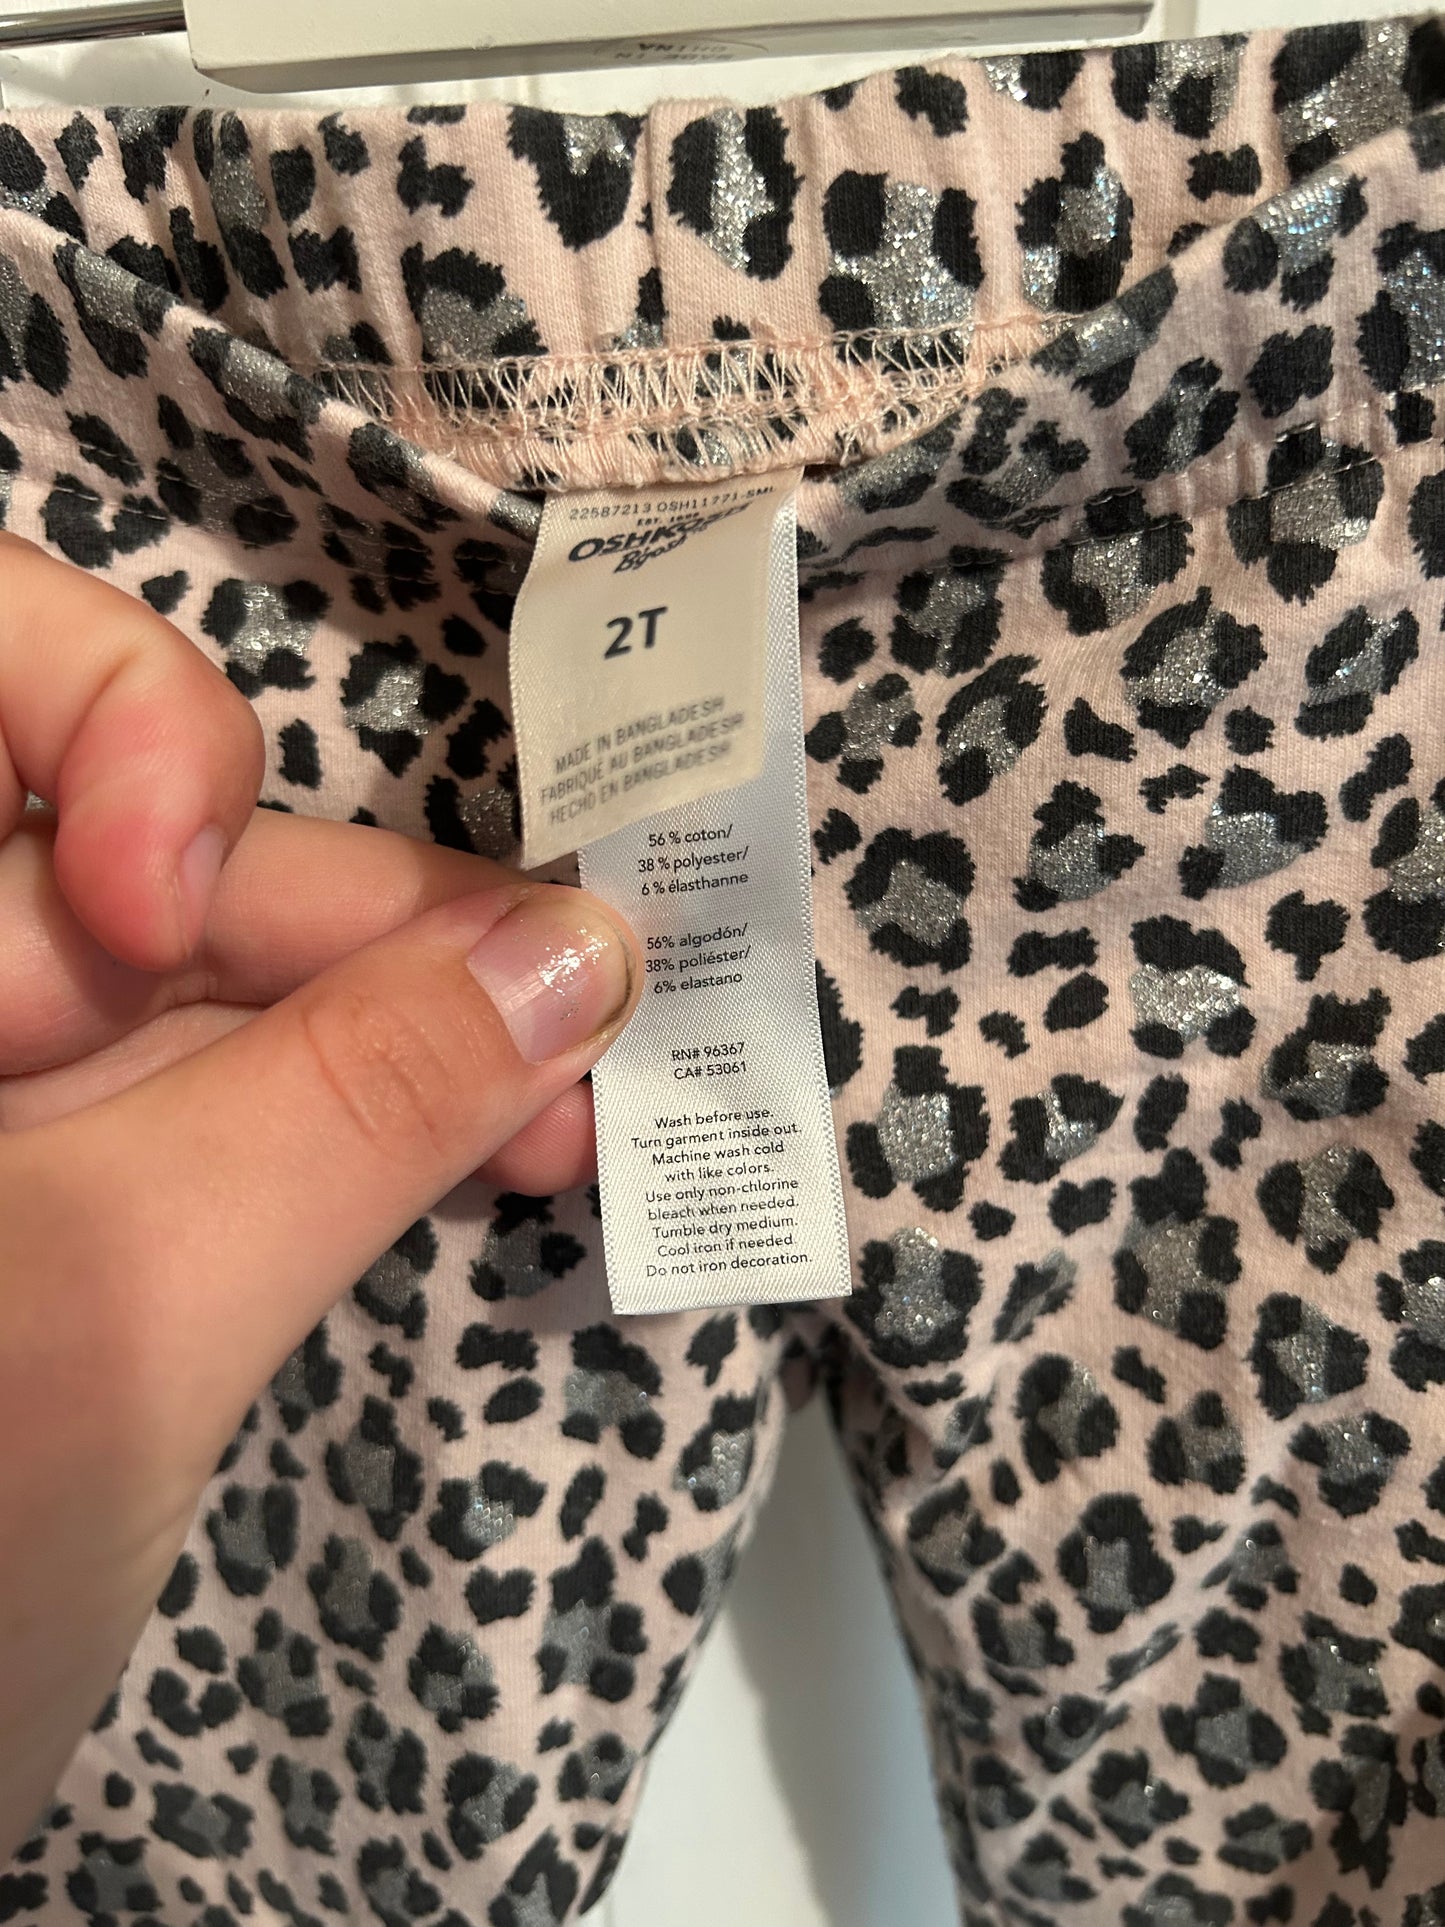 22587213 OSH11771-SML
EST. 1895
OSHKOSH
B'gosh
2T
MADE IN BANGLADESH
FABRIQUÉ AU BANGLADESH
HECHO EN BANGLADESH
56 % coton/
38 % polyester/
6 % élasthanne
56% algodón/
38% poliéster/
6% elastano
RN# 96367
CA# 53061
Wash before use.
Turn garment inside out.
Machine wash cold
with like colors.
Use only non-chlorine
bleach when needed.
Tumble dry medium.
Cool iron if needed.
Do not iron decoration.